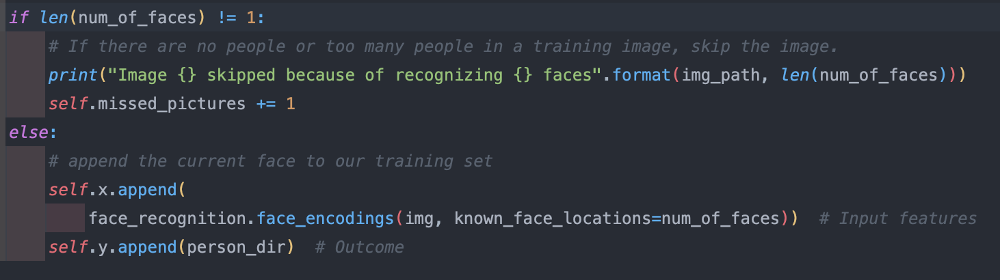 if len(num_of_faces) != 1:
    # If there are no people or too many people in a training image, skip the image.
    print("Image {} skipped because of recognizing {} faces".format(img_path, len(num_of_faces)))
    self.missed_pictures += 1
else:
    # append the current face to our training set
    self.x.append(
        face_recognition.face_encodings(img, known_face_locations=num_of_faces))  # Input features
    self.y.append(person_dir)  # Outcome